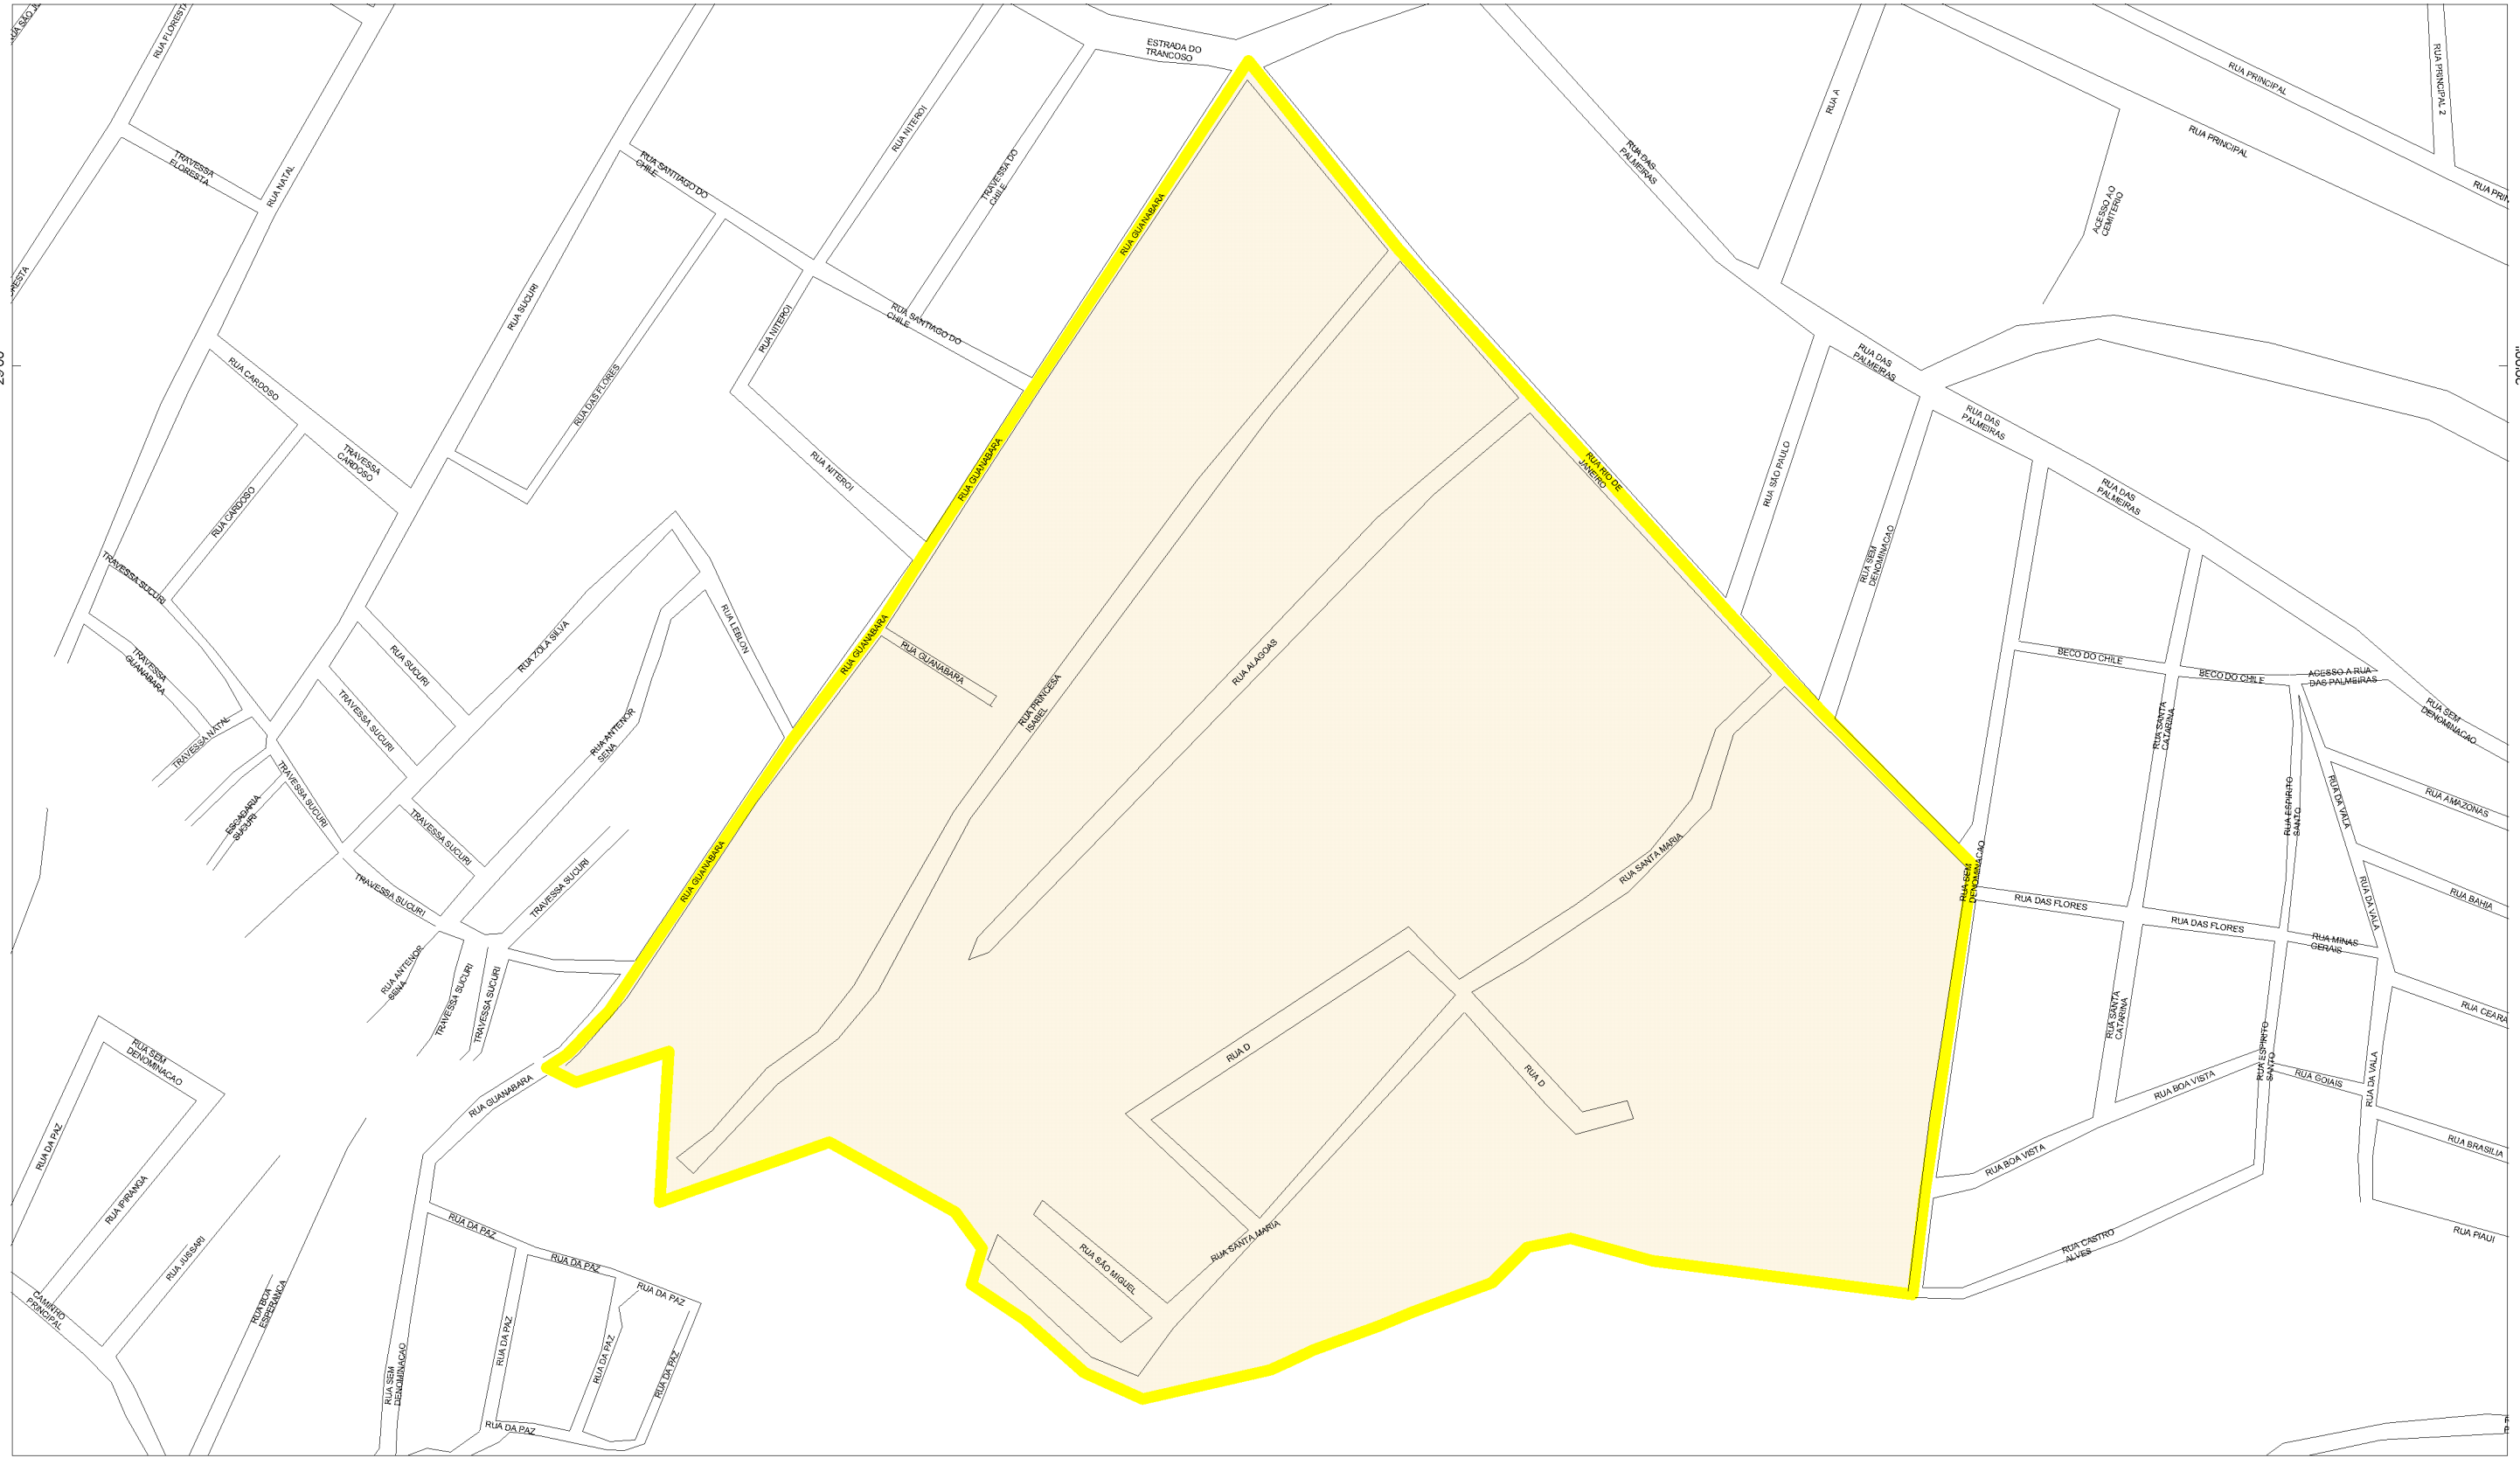 ESTRADA DO
TRANCOSO
RUA FLORESTA
RUA PRINCIPAL
RUA PRINCIPAL 2
RUA A
RUA NITEROI
RUA PRINCIPAL
TRAVESSA
FLORESTA
RUA NATAL
RUA SANTIAGO DO
CHILE
TRAVESSA DO
CHILE
RUA DAS
PALMEIRAS
ACESSO AO
CEMITERIO
RUA GUANABARA
RUA SUCURI
RUA NITEROI
RUA SANTIAGO DO
CHILE
RUA DAS
PALMEIRAS
RUA CARDOSO
RUA DAS FLORES
RUA DAS
PALMEIRAS
TRAVESSA
CARDOSO
RUA NITEROI
RUA GUANABARA
RUA RIO DE
JANEIRO
RUA SÃO PAULO
RUA DAS
PALMEIRAS
RUA CARDOSO
RUA SEM
DENOMINACAO
TRAVESSA SUCURI
RUA ZOLA SILVA
RUA LEBLON
RUA GUANABARA
RUA GUANABARA
RUA ALAGOAS
BECO DO CHILE
BECO DO CHILE
ACESSO A RUA
DAS PALMEIRAS
TRAVESSA
GUANABARA
RUA SUCURI
RUA PRINCESA
ISABEL
RUA SEM
DENOMINACAO
TRAVESSA NATAL
TRAVESSA SUCURI
RUA ANTENOR
SENA
RUA SANTA
CATARINA
TRAVESSA SUCURI
RUA ESPIRITO
SANTO
RUA DA VALA
RUA AMAZONAS
ESCADARIA
SUCURI
TRAVESSA SUCURI
RUA GUANABARA
RUA SANTA MARIA
RUA SEM
DENOMINACAO
TRAVESSA SUCURI
TRAVESSA SUCURI
RUA DAS FLORES
RUA DAS FLORES
RUA DA VALA
RUA BAHIA
RUA MINAS
GERAIS
RUA ANTENOR
SENA
TRAVESSA SUCURI
TRAVESSA SUCURI
RUA SANTA
CATARINA
RUA CEARA
RUA SEM
DENOMINACAO
RUA GUANABARA
RUA D
RUA D
RUA ESPIRITO
SANTO
RUA BOA VISTA
RUA GOIAIS
RUA DA VALA
RUA DA PAZ
RUA BOA VISTA
RUA BRASILIA
RUA IPIRANGA
RUA DA PAZ
RUA JUSSARI
RUA DA PAZ
RUA SÃO MIGUEL
RUA SANTA MARIA
RUA CASTRO
ALVES
RUA PIAUI
CAMINHO
PRINCIPAL
RUA BOA
ESPERANCA
RUA DA PAZ
RUA DA PAZ
RUA DA PAZ
RUA DA PAZ
RUA SEM
DENOMINACAO
RUA DA PAZ